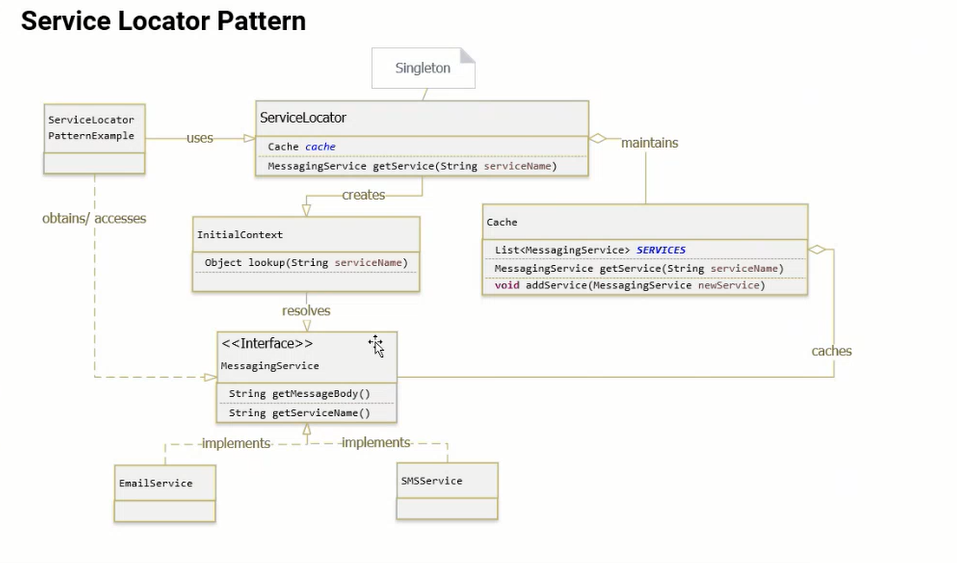 Service Locator Pattern
Singleton
ServiceLocator
PatternExample
uses
ServiceLocator
Cache cache
MessagingService getService(String serviceName)
maintains
creates
obtains/ accesses
InitialContext
Object lookup(String serviceName)
Cache
List<MessagingService> SERVICES
MessagingService getService(String serviceName)
void addService(MessagingService newService)
resolves
<<Interface>>
MessagingService
String getMessageBody()
String getServiceName()
caches
implements
implements
EmailService
SMSService